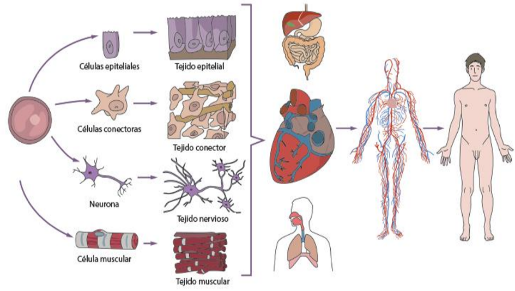 Células epiteliales
Tejido epitelial
Células conectoras
Tejido conector
Neurona
Tejido nervioso
Célula muscular
Tejido muscular